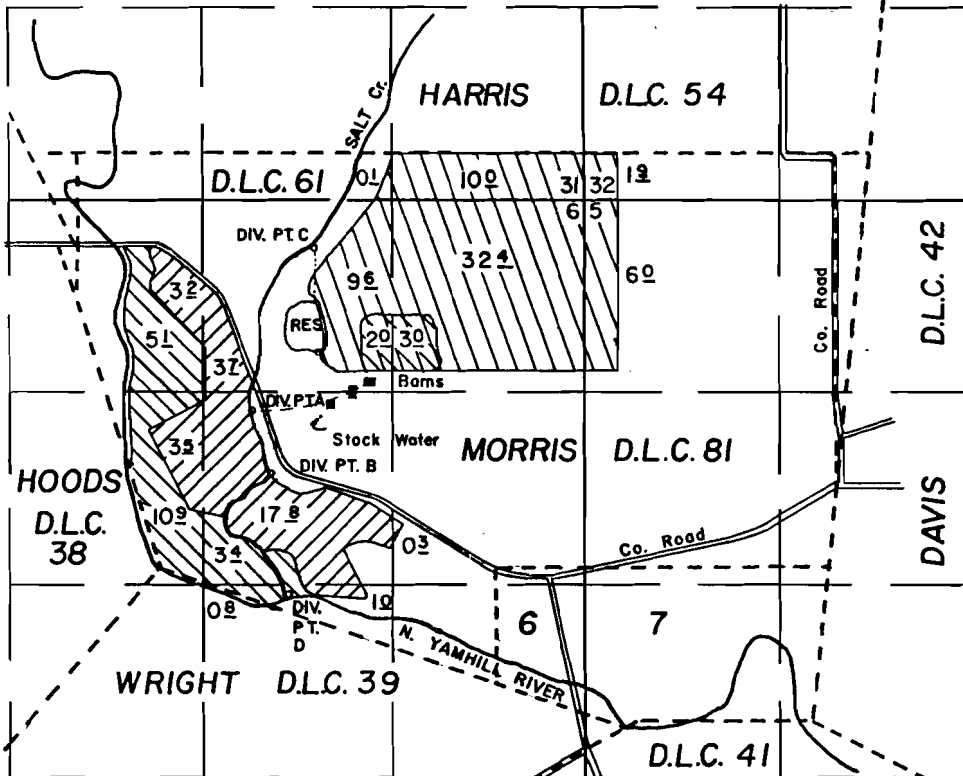 SALT Cr.
HARRIS D.L.C. 54
D.L.C. 61
0 1
10 0
31 32
1 9
6 5
DIV. PT. C
D.L.C. 42
3 2
9 6
32 4
6 0
RES
5 1
2 0
3 0
Co. Road
3 7
Barns
DIV. PT. A
Stock Water
3 5
MORRIS D.L.C. 81
DIV. PT. B
HOODS
D.L.C.
38
10 9
17 8
0 3
3 4
Co. Road
DAVIS
0 8
DIV.
PT.
D
1 0
6
7
N. YAMHILL RIVER
WRIGHT D.L.C. 39
D.L.C. 41